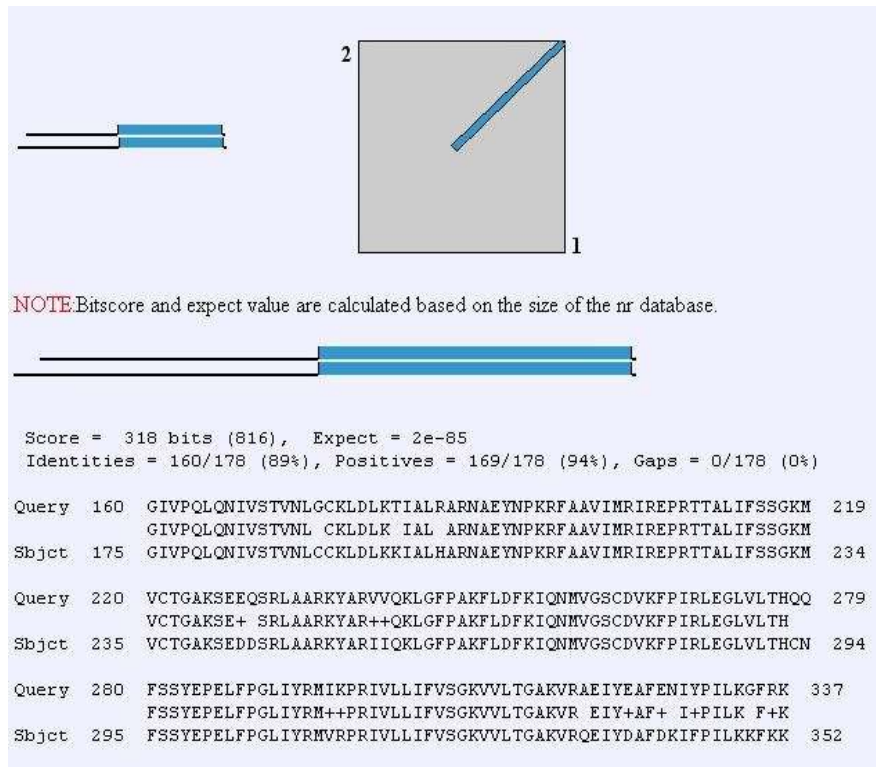 2
1
NOTE:Bitscore and expect value are calculated based on the size of the nr database.
Score = 318 bits (816), Expect = 2e-85
Identities = 160/178 (89%), Positives = 169/178 (94%), Gaps = 0/178 (0%)
Query 160 GIVPQLQNIVSTVNLGCKLDLKTIALRARNAEYNPKRFAAVIMRIREPRTTALIFSSGKM 219
GIVPQLQNIVSTVNL CKLDLK IAL ARNAEYNPKRFAAVIMRIREPRTTALIFSSGKM
Sbjct 175 GIVPQLQNIVSTVNLCCKLDLKKIALHARNAEYNPKRFAAVIMRIREPRTTALIFSSGKM 234
Query 220 VCTGAKSEEQSRLAARKYARVVQKLGFPAKFLDFKIQNMVGSCDVKFPIRLEGLVLTHQQ 279
VCTGAKSE+ SRLAARKYAR++QKLGFPAKFLDFKIQNMVGSCDVKFPIRLEGLVLTH
Sbjct 235 VCTGAKSEDDSRLAARKYARIIQKLGFPAKFLDFKIQNMVGSCDVKFPIRLEGLVLTHCN 294
Query 280 FSSYEPELFPGLIYRMIKPRIVLLIFVSGKVVLTGAKVRAEIYEAFENIYPILKGFRK 337
FSSYEPELFPGLIYRM++PRIVLLIFVSGKVVLTGAKVR EIY+AF+ I+PILK F+K
Sbjct 295 FSSYEPELFPGLIYRMVRPRIVLLIFVSGKVVLTGAKVRQEIYDAFDKIFPILKKFKK 352